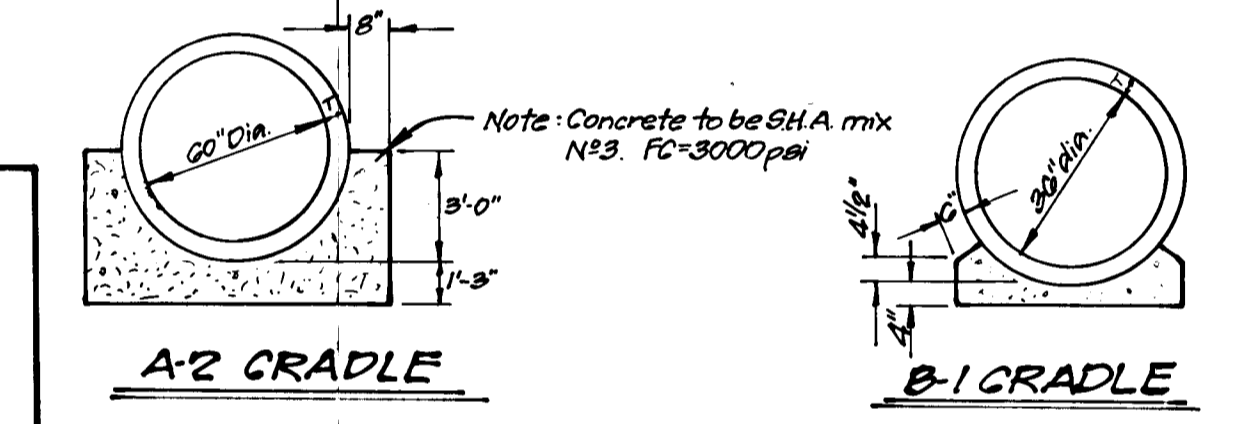 8"
T
60"Dia.
Note: Concrete to be S.H.A. mix
Nº3. FC=3000psi
3'-0"
1'-3"
A-2 CRADLE
T
36"dia.
6"
4½"
4"
B-1 CRADLE